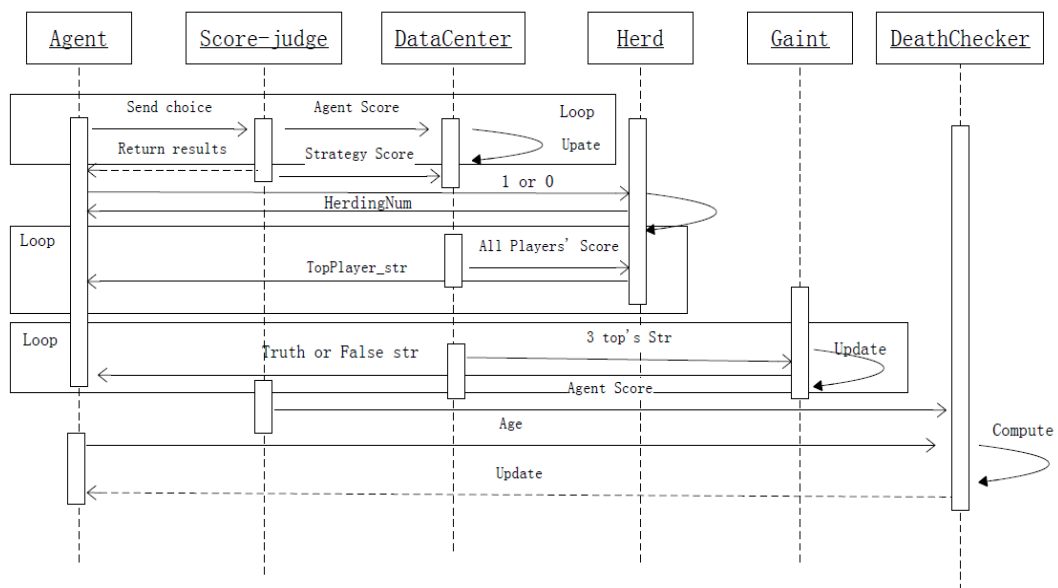 Agent
Score-judge
DataCenter
Herd
Gaint
DeathChecker
Send choice
Agent Score
Loop
Return results
Strategy Score
Upate
1 or 0
HerdingNum
Loop
All Players' Score
TopPlayer_str
Loop
3 top's Str
Truth or False str
Update
Agent Score
Age
Compute
Update